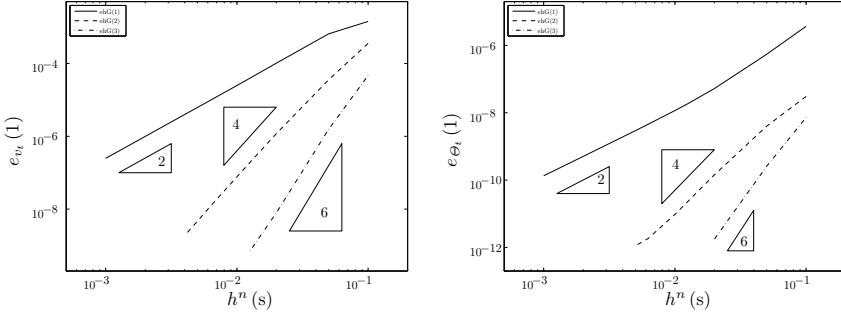 ehG(1)
ehG(2)
ehG(3)
10⁻⁴
10⁻⁶
10⁻⁸
e_{v_t}(1)
2
4
6
10⁻³
10⁻²
10⁻¹
hⁿ (s)
ehG(1)
ehG(2)
ehG(3)
10⁻⁶
10⁻⁸
10⁻¹⁰
10⁻¹²
e_{Θ_t}(1)
2
4
6
10⁻³
10⁻²
10⁻¹
hⁿ (s)